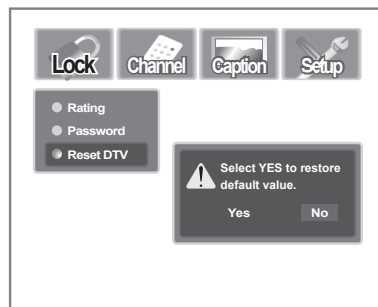 Lock
Channel
Caption
Setup
Rating
Password
Reset DTV
Select YES to restore
default value.
Yes
No